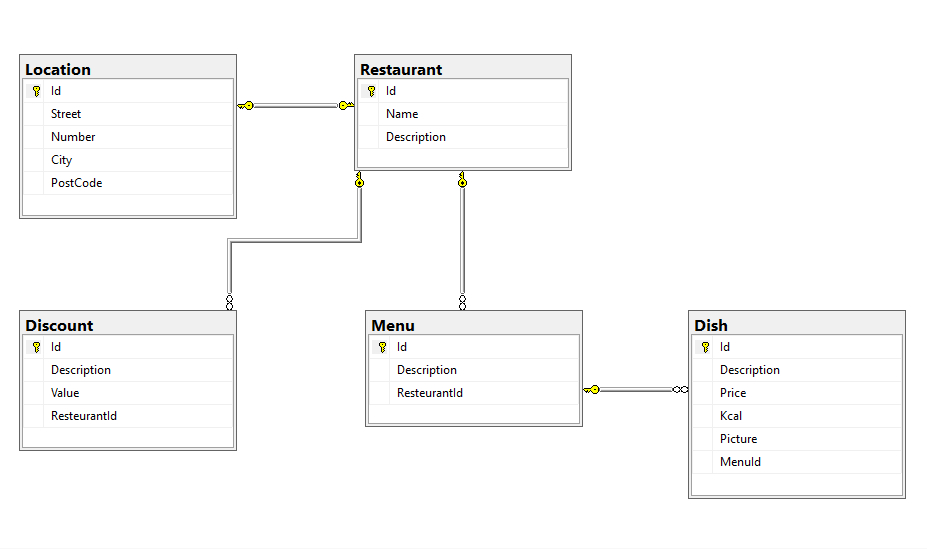 Location
Id
Street
Number
City
PostCode
Restaurant
Id
Name
Description
Discount
Id
Description
Value
ResteurantId
Menu
Id
Description
ResteurantId
Dish
Id
Description
Price
Kcal
Picture
MenuId